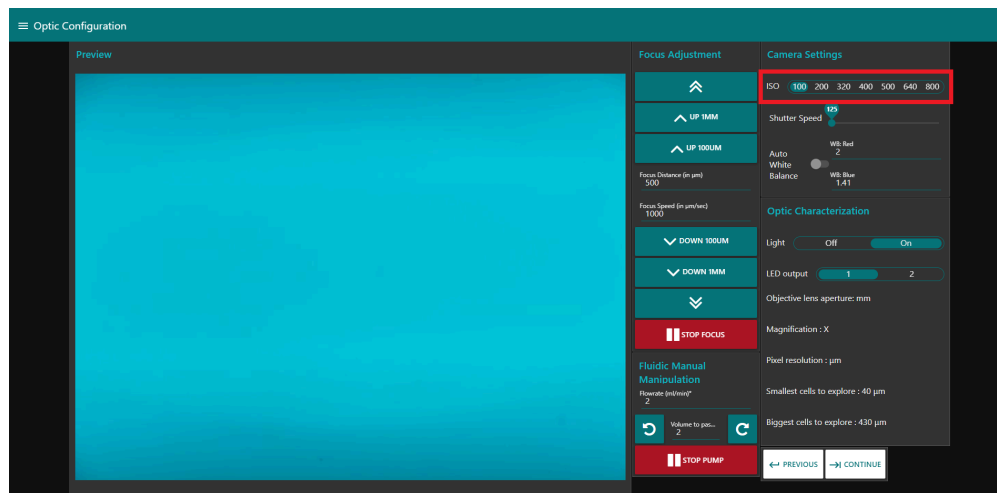 Optic Configuration
Preview
Focus Adjustment
UP 1MM
UP 100UM
Focus Distance (in μm)
500
Focus Speed (in μm/sec)
1000
DOWN 100UM
DOWN 1MM
STOP FOCUS
Fluidic Manual
Manipulation
Flowrate (ml/min)*
2
Volume to pas...
2
STOP PUMP
Camera Settings
ISO 100 200 320 400 500 640 800
125
Shutter Speed
Auto
White
Balance
WB: Red
2
WB: Blue
1.41
Optic Characterization
Light Off On
LED output 1 2
Objective lens aperture: mm
Magnification : X
Pixel resolution : μm
Smallest cells to explore : 40 μm
Biggest cells to explore : 430 μm
PREVIOUS CONTINUE